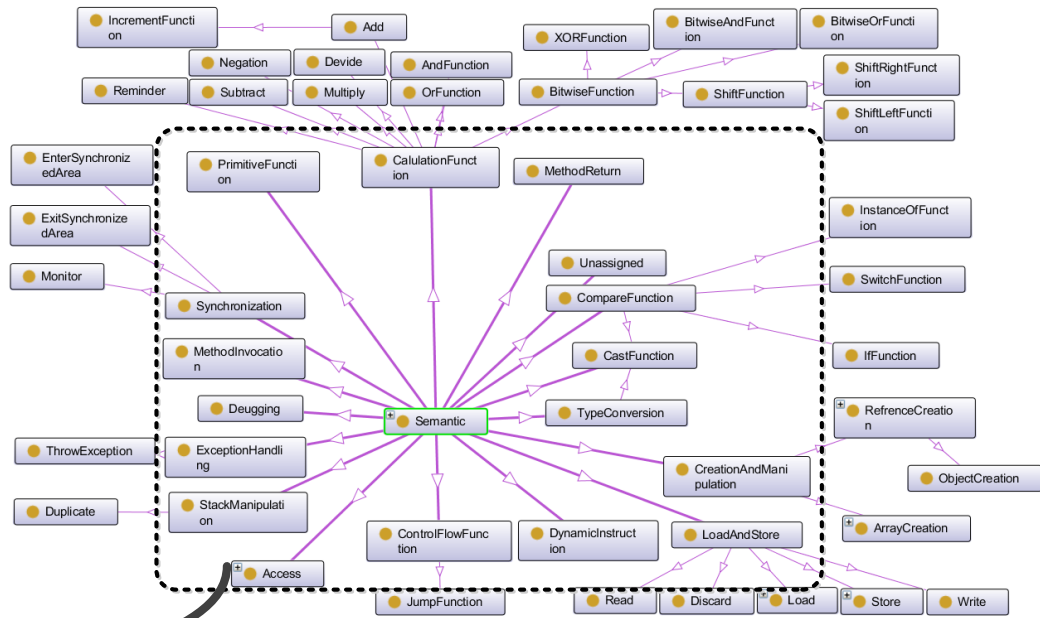 IncrementFuncti
on
Add
XORFunction
BitwiseAndFunct
ion
BitwiseOrFuncti
on
Negation
Devide
AndFunction
Reminder
Subtract
Multiply
OrFunction
BitwiseFunction
ShiftFunction
ShiftRightFunct
ion
ShiftLeftFuncti
on
EnterSynchroniz
edArea
PrimitiveFuncti
on
CalulationFunct
ion
MethodReturn
ExitSynchronize
dArea
InstanceOfFunct
ion
Monitor
Unassigned
SwitchFunction
Synchronization
CompareFunction
MethodInvocatio
n
CastFunction
IfFunction
Deugging
Semantic
TypeConversion
RefrenceCreatio
n
ThrowException
ExceptionHandli
ng
CreationAndMani
pulation
ObjectCreation
Duplicate
StackManipulati
on
ControlFlowFunc
tion
DynamicInstruct
ion
LoadAndStore
ArrayCreation
Access
JumpFunction
Read
Discard
Load
Store
Write